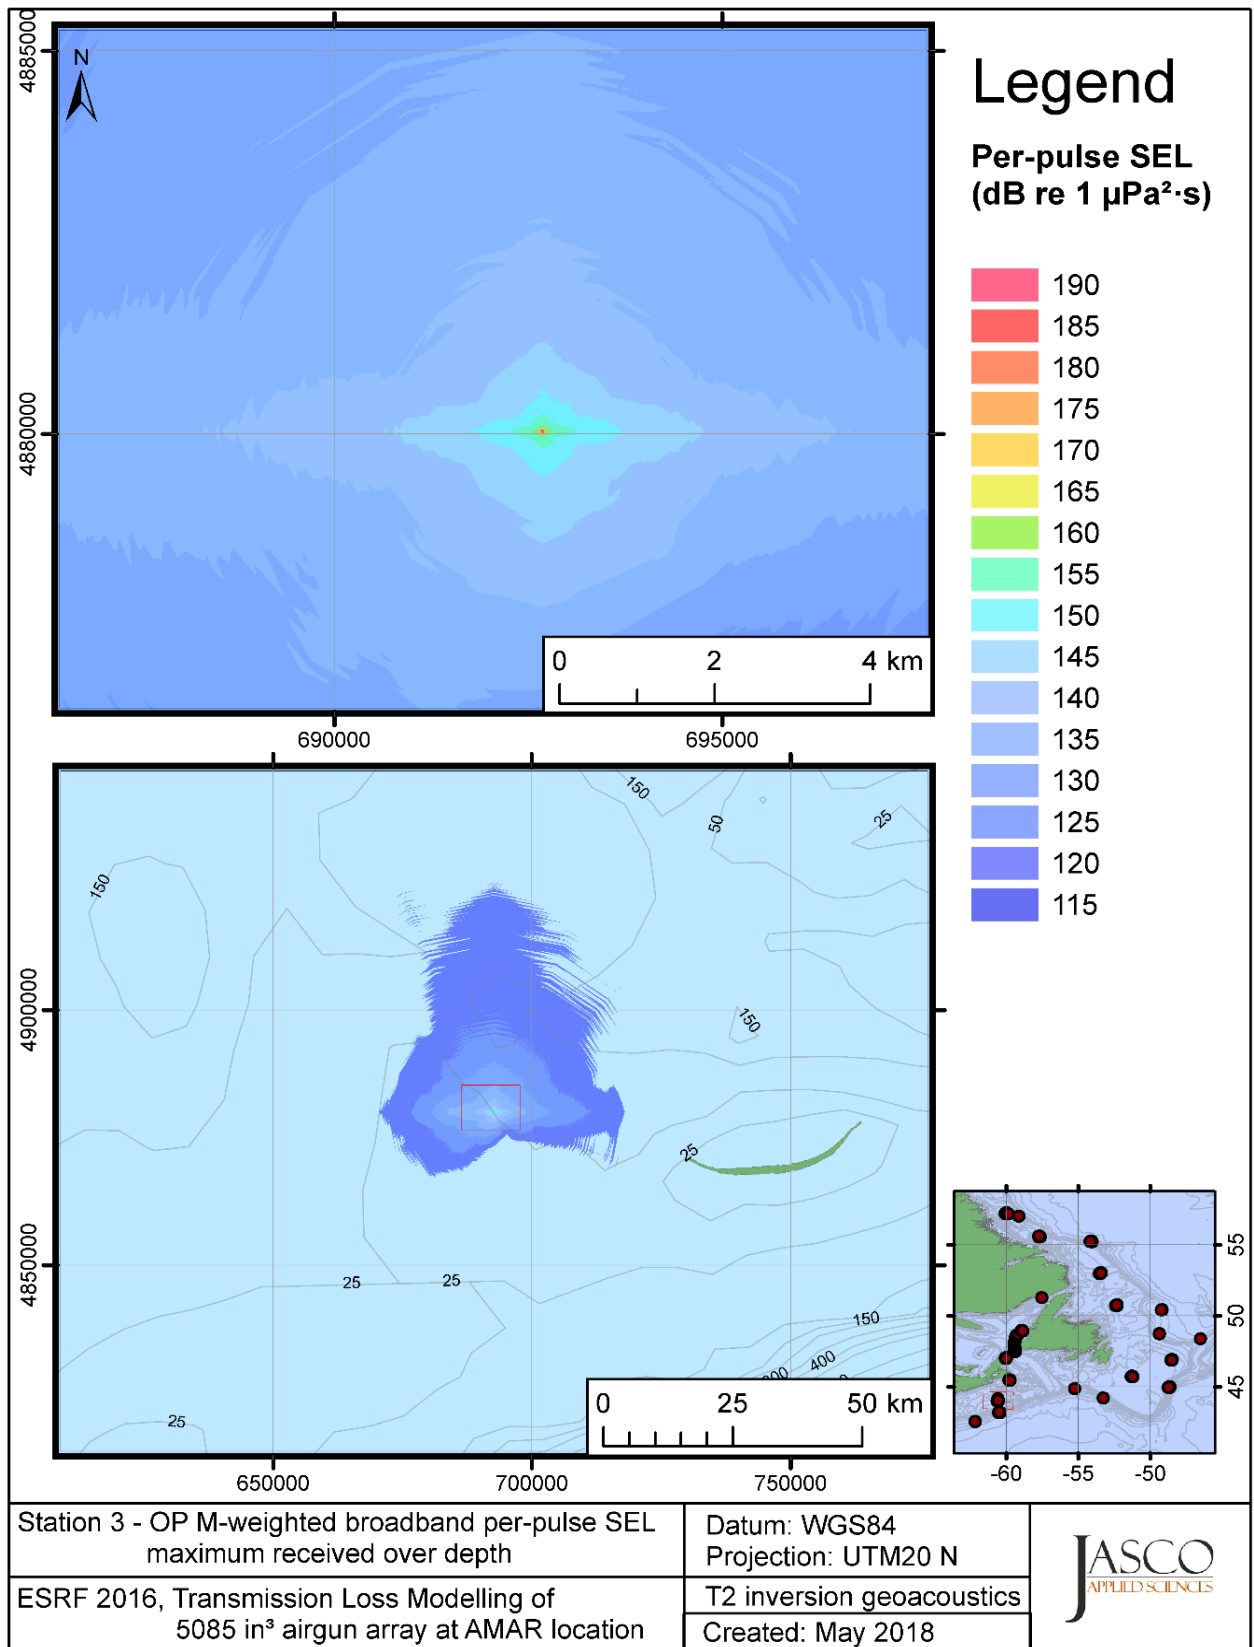 4885000
4880000
N
0 2 4 km
690000 695000
Legend
Per-pulse SEL
(dB re 1 µPa²·s)
190
185
180
175
170
165
160
155
150
145
140
135
130
125
120
115
4900000
4850000
150
150
50
25
150
25
25
25
150
400
25
0 25 50 km
650000 700000 750000
55
50
45
-60 -55 -50
Station 3 - OP M-weighted broadband per-pulse SEL
maximum received over depth
ESRF 2016, Transmission Loss Modelling of
5085 in³ airgun array at AMAR location
Datum: WGS84
Projection: UTM20 N
T2 inversion geoacoustics
Created: May 2018
JASCO
APPLIED SCIENCES